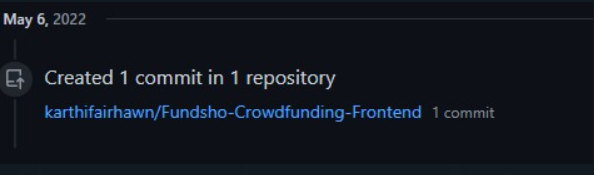 May 6, 2022
Created 1 commit in 1 repository
karthifairhawn/Fundsho-Crowdfunding-Frontend 1 commit